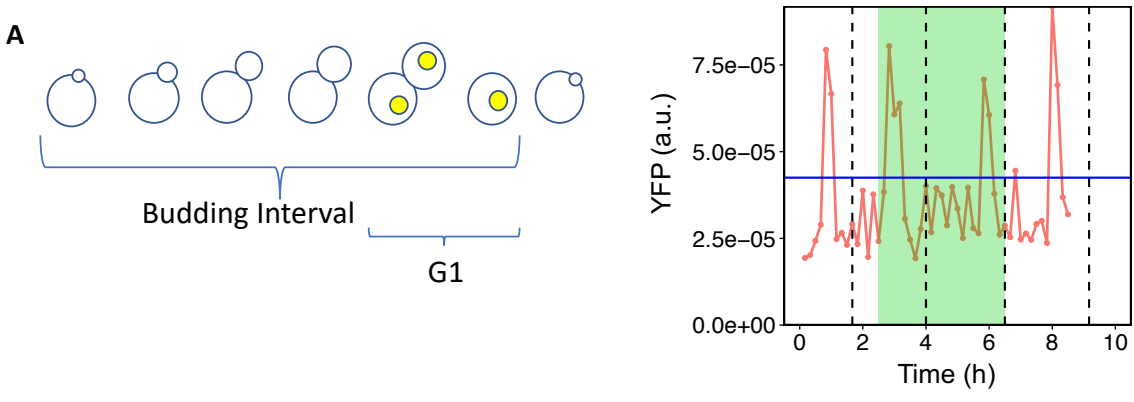 A
Budding Interval
G1
YFP (a.u.)
7.5e−05
5.0e−05
2.5e−05
0.0e+00
0 2 4 6 8 10
Time (h)